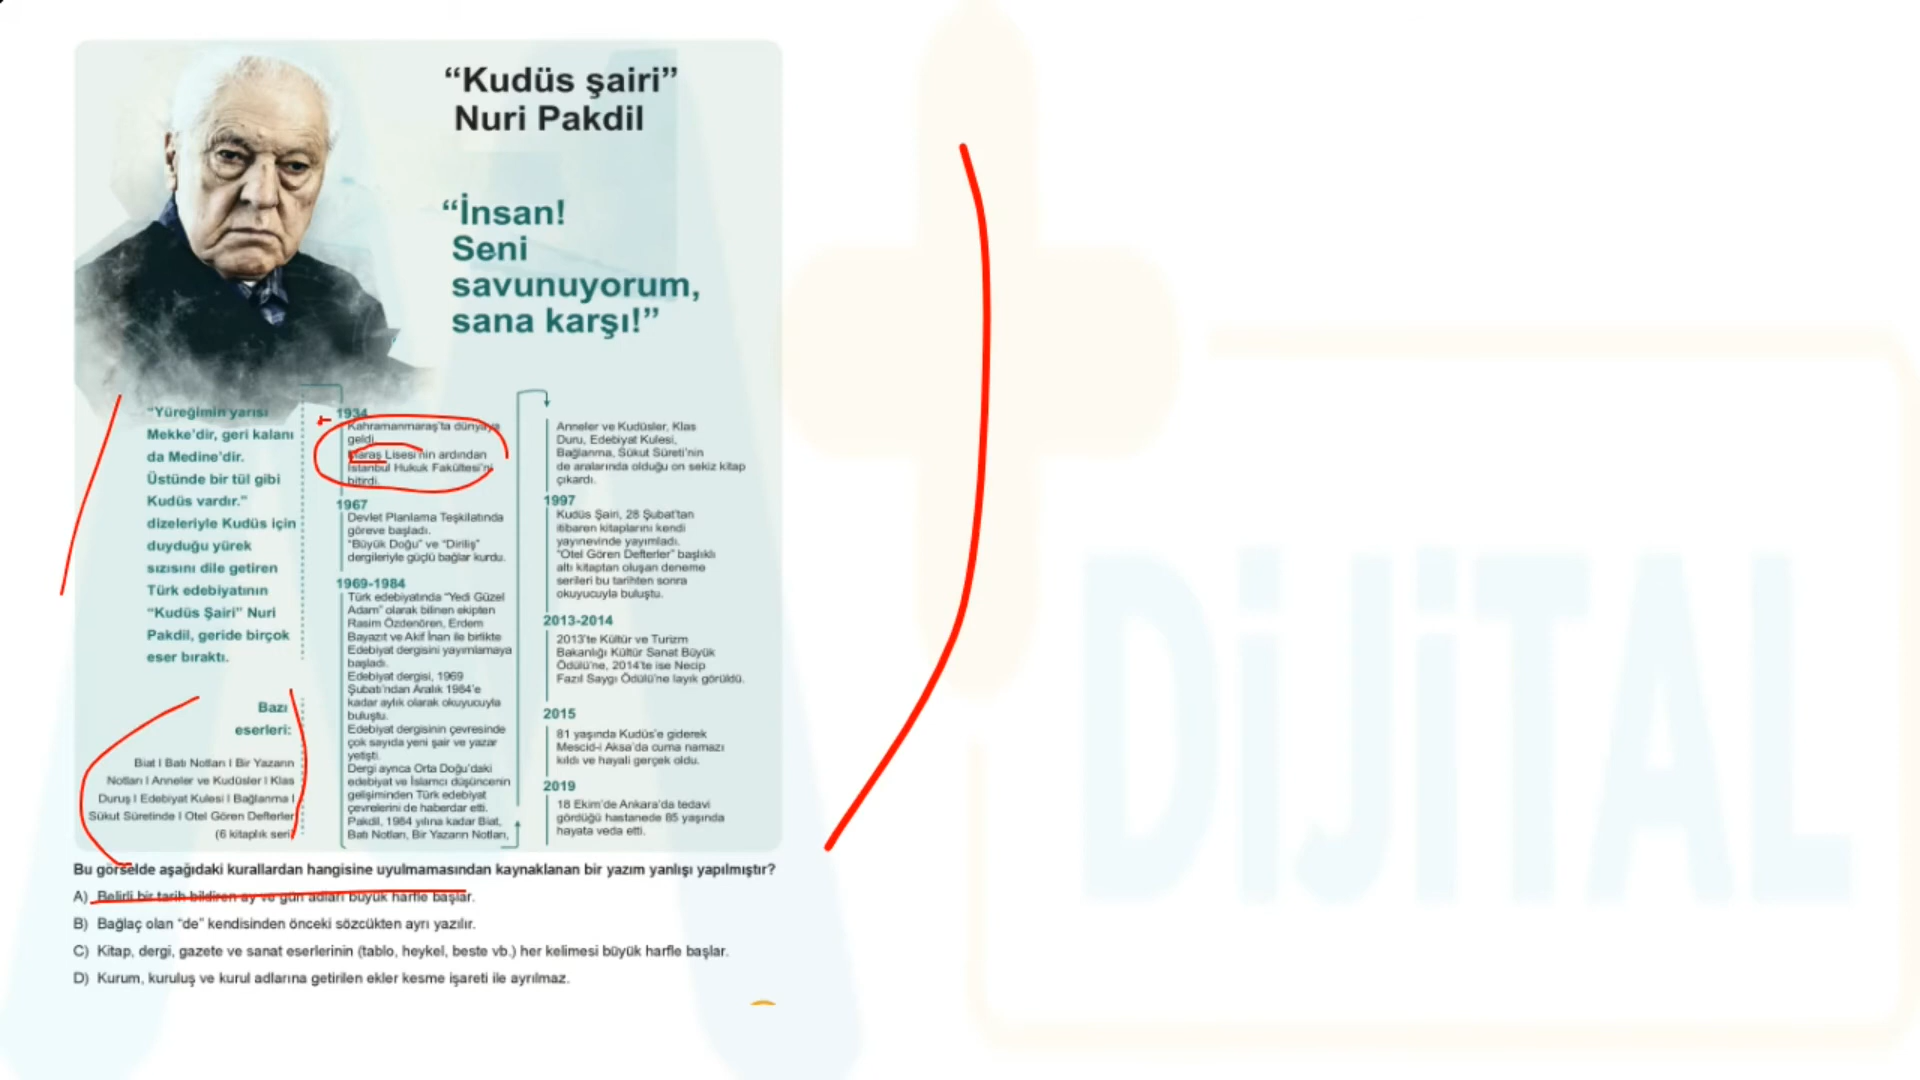 “Kudüs şairi”
Nuri Pakdil
“İnsan!
Seni
savunuyorum,
sana karşı!”
“Yüreğimin yarısı
Mekke’dir, geri kalanı
da Medine’dir.
Üstünde bir tül gibi
Kudüs vardır.”
dizeleriyle Kudüs için
duyduğu yürek
sızısını dile getiren
Türk edebiyatının
“Kudüs Şairi” Nuri
Pakdil, geride birçok
eser bıraktı.
Bazı
eserleri:
Biat I Batı Notları I Bir Yazarın
Notları I Anneler ve Kudüsler I Klas
Duruş I Edebiyat Kulesi I Bağlanma I
Sükut Süretinde I Otel Gören Defterler
(6 kitaplık seri
1934
Kahramanmaraş’ta dünyaya
geldi.
Maraş Lisesi’nin ardından
İstanbul Hukuk Fakültesi’ni
bitirdi.
1967
Devlet Planlama Teşkilatında
göreve başladı.
“Büyük Doğu” ve “Diriliş”
dergileriyle güçlü bağlar kurdu.
1969-1984
Türk edebiyatında “Yedi Güzel
Adam” olarak bilinen ekipten
Rasim Özdenören, Erdem
Bayazıt ve Akif İnan ile birlikte
Edebiyat dergisini yayımlamaya
başladı.
Edebiyat dergisi, 1969
Şubatı’ndan Aralık 1984’e
kadar aylık olarak okuyucuyla
buluştu.
Edebiyat dergisinin çevresinde
çok sayıda yeni şair ve yazar
yetişti.
Dergi ayrıca Orta Doğu’daki
edebiyat ve İslamcı düşüncenin
gelişiminden Türk edebiyat
çevrelerini de haberdar etti.
Pakdil, 1984 yılına kadar Biat,
Batı Notları, Bir Yazarın Notları,
Anneler ve Kudüsler, Klas
Duru, Edebiyat Kulesi,
Bağlanma, Sükut Süreti’nin
de aralarında olduğu on sekiz kitap
çıkardı.
1997
Kudüs Şairi, 28 Şubat’tan
itibaren kitaplarını kendi
yayınevinde yayımladı.
“Otel Gören Defterler” başlıklı
altı kitaptan oluşan deneme
serileri bu tarihten sonra
okuyucuyla buluştu.
2013-2014
2013’te Kültür ve Turizm
Bakanlığı Kültür Sanat Büyük
Ödülü’ne, 2014’te ise Necip
Fazıl Saygı Ödülü’ne layık görüldü.
2015
81 yaşında Kudüs’e giderek
Mescid-i Aksa’da cuma namazı
kıldı ve hayali gerçek oldu.
2019
18 Ekim’de Ankara’da tedavi
gördüğü hastanede 85 yaşında
hayata veda etti.
Bu görselde aşağıdaki kurallardan hangisine uyulmamasından kaynaklanan bir yazım yanlışı yapılmıştır?
A) Belirli bir tarih bildiren ay ve gün adları büyük harfle başlar.
B) Bağlaç olan “de” kendisinden önceki sözcükten ayrı yazılır.
C) Kitap, dergi, gazete ve sanat eserlerinin (tablo, heykel, beste vb.) her kelimesi büyük harfle başlar.
D) Kurum, kuruluş ve kurul adlarına getirilen ekler kesme işareti ile ayrılmaz.
DİJİTAL